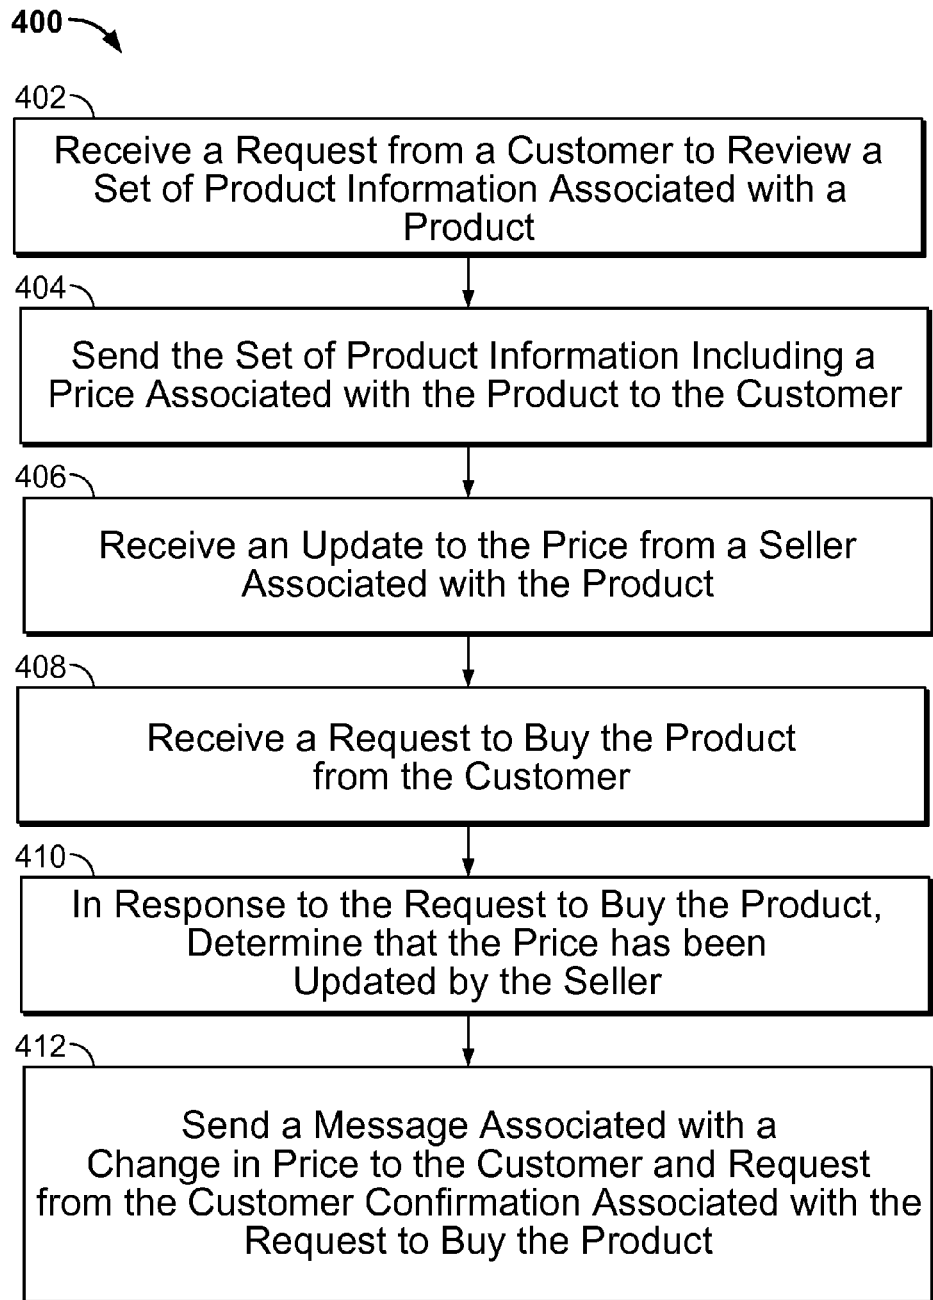 400
402
Receive a Request from a Customer to Review a
Set of Product Information Associated with a
Product
404
Send the Set of Product Information Including a
Price Associated with the Product to the Customer
406
Receive an Update to the Price from a Seller
Associated with the Product
408
Receive a Request to Buy the Product
from the Customer
410
In Response to the Request to Buy the Product,
Determine that the Price has been
Updated by the Seller
412
Send a Message Associated with a
Change in Price to the Customer and Request
from the Customer Confirmation Associated with the
Request to Buy the Product